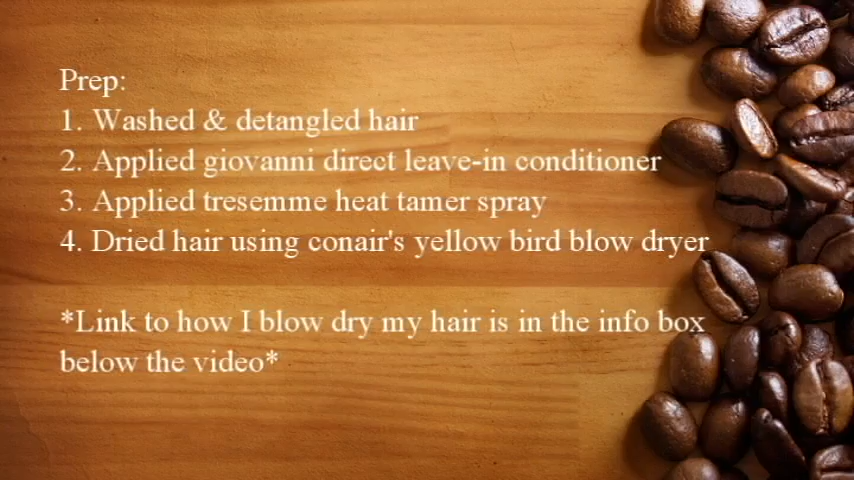 Prep:
1. Washed & detangled hair
2. Applied giovanni direct leave-in conditioner
3. Applied tresemme heat tamer spray
4. Dried hair using conair's yellow bird blow dryer
*Link to how I blow dry my hair is in the info box
below the video*